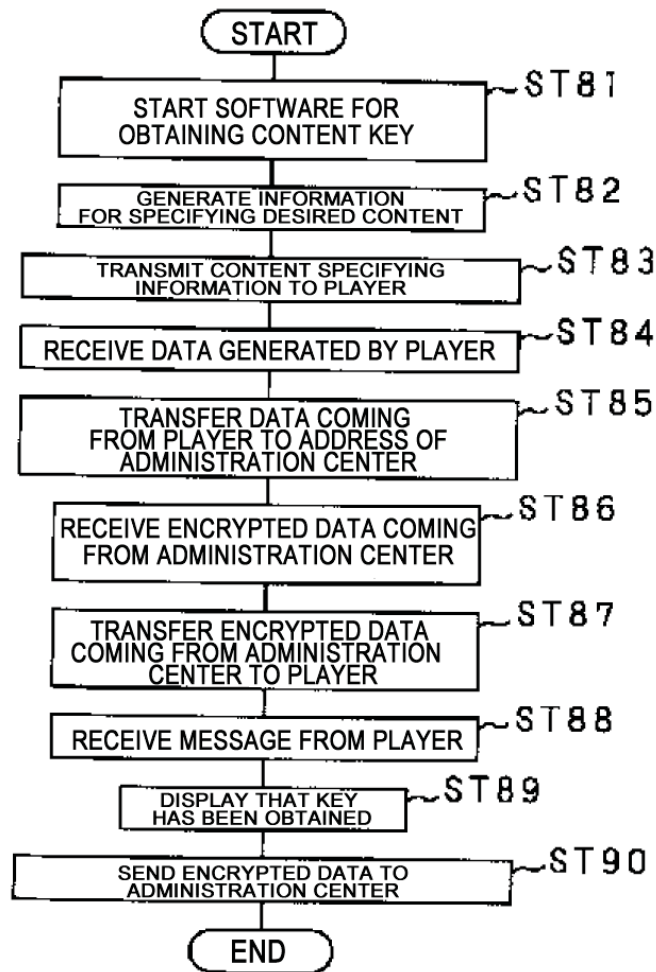 START
ST81
START SOFTWARE FOR
OBTAINING CONTENT KEY
ST82
GENERATE INFORMATION
FOR SPECIFYING DESIRED CONTENT
ST83
TRANSMIT CONTENT SPECIFYING
INFORMATION TO PLAYER
ST84
RECEIVE DATA GENERATED BY PLAYER
ST85
TRANSFER DATA COMING
FROM PLAYER TO ADDRESS OF
ADMINISTRATION CENTER
ST86
RECEIVE ENCRYPTED DATA COMING
FROM ADMINISTRATION CENTER
ST87
TRANSFER ENCRYPTED DATA
COMING FROM ADMINISTRATION
CENTER TO PLAYER
ST88
RECEIVE MESSAGE FROM PLAYER
ST89
DISPLAY THAT KEY
HAS BEEN OBTAINED
ST90
SEND ENCRYPTED DATA TO
ADMINISTRATION CENTER
END